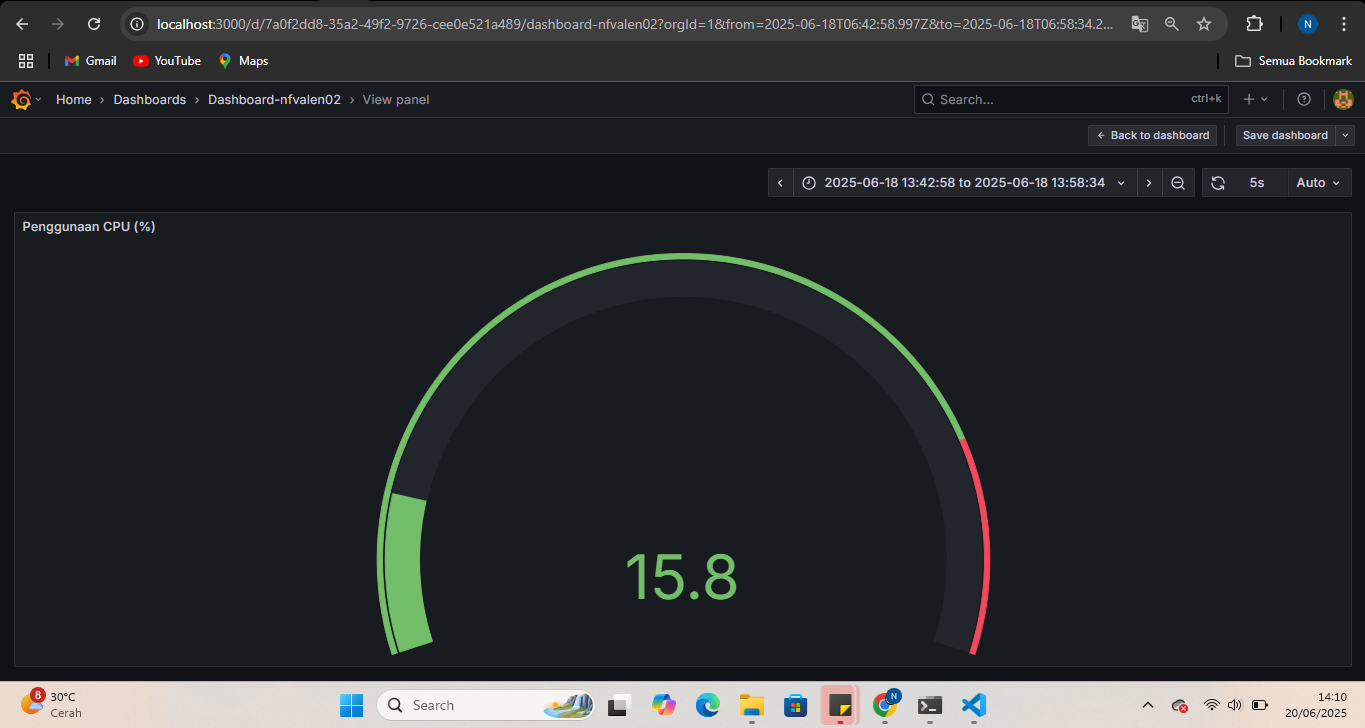 localhost:3000/d/7a0f2dd8-35a2-49f2-9726-cee0e521a489/dashboard-nfvalen02?orgId=1&from=2025-06-18T06:42:58.997Z&to=2025-06-18T06:58:34.2...
N
Gmail
YouTube
Maps
Semua Bookmark
Home › Dashboards › Dashboard-nfvalen02 › View panel
Search...
ctrl+k
Back to dashboard
Save dashboard
2025-06-18 13:42:58 to 2025-06-18 13:58:34
5s
Auto
Penggunaan CPU (%)
15.8
8
30°C
Cerah
Search
N
14:10
20/06/2025